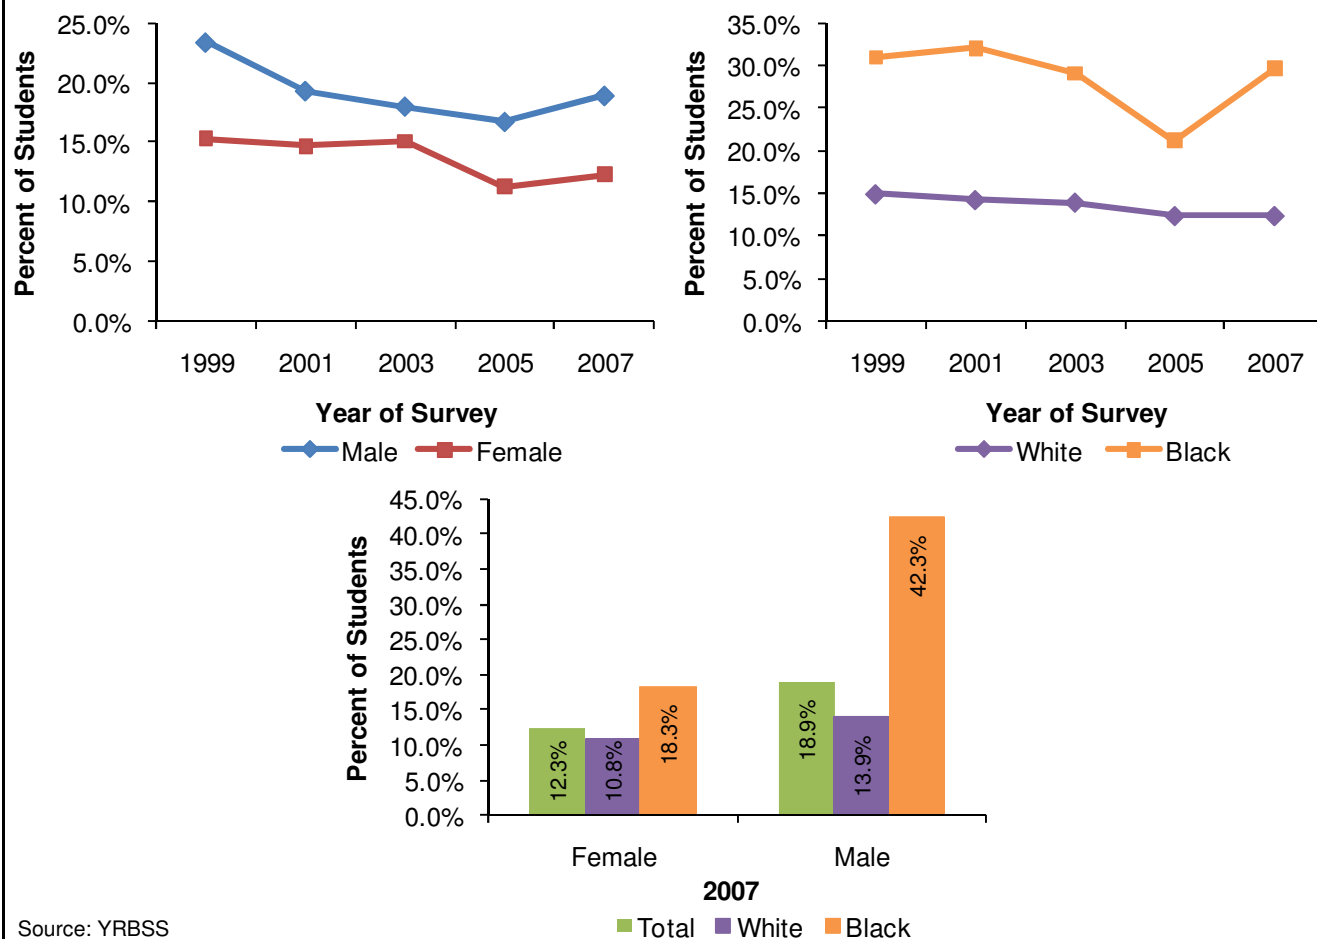 Percent of Students
25.0%
20.0%
15.0%
10.0%
5.0%
0.0%
1999 2001 2003 2005 2007
Year of Survey
Male Female
Percent of Students
35.0%
30.0%
25.0%
20.0%
15.0%
10.0%
5.0%
0.0%
1999 2001 2003 2005 2007
Year of Survey
White Black
Percent of Students
45.0%
40.0%
35.0%
30.0%
25.0%
20.0%
15.0%
10.0%
5.0%
0.0%
12.3%
10.8%
18.3%
18.9%
13.9%
42.3%
Female Male
2007
Total White Black
Source: YRBSS